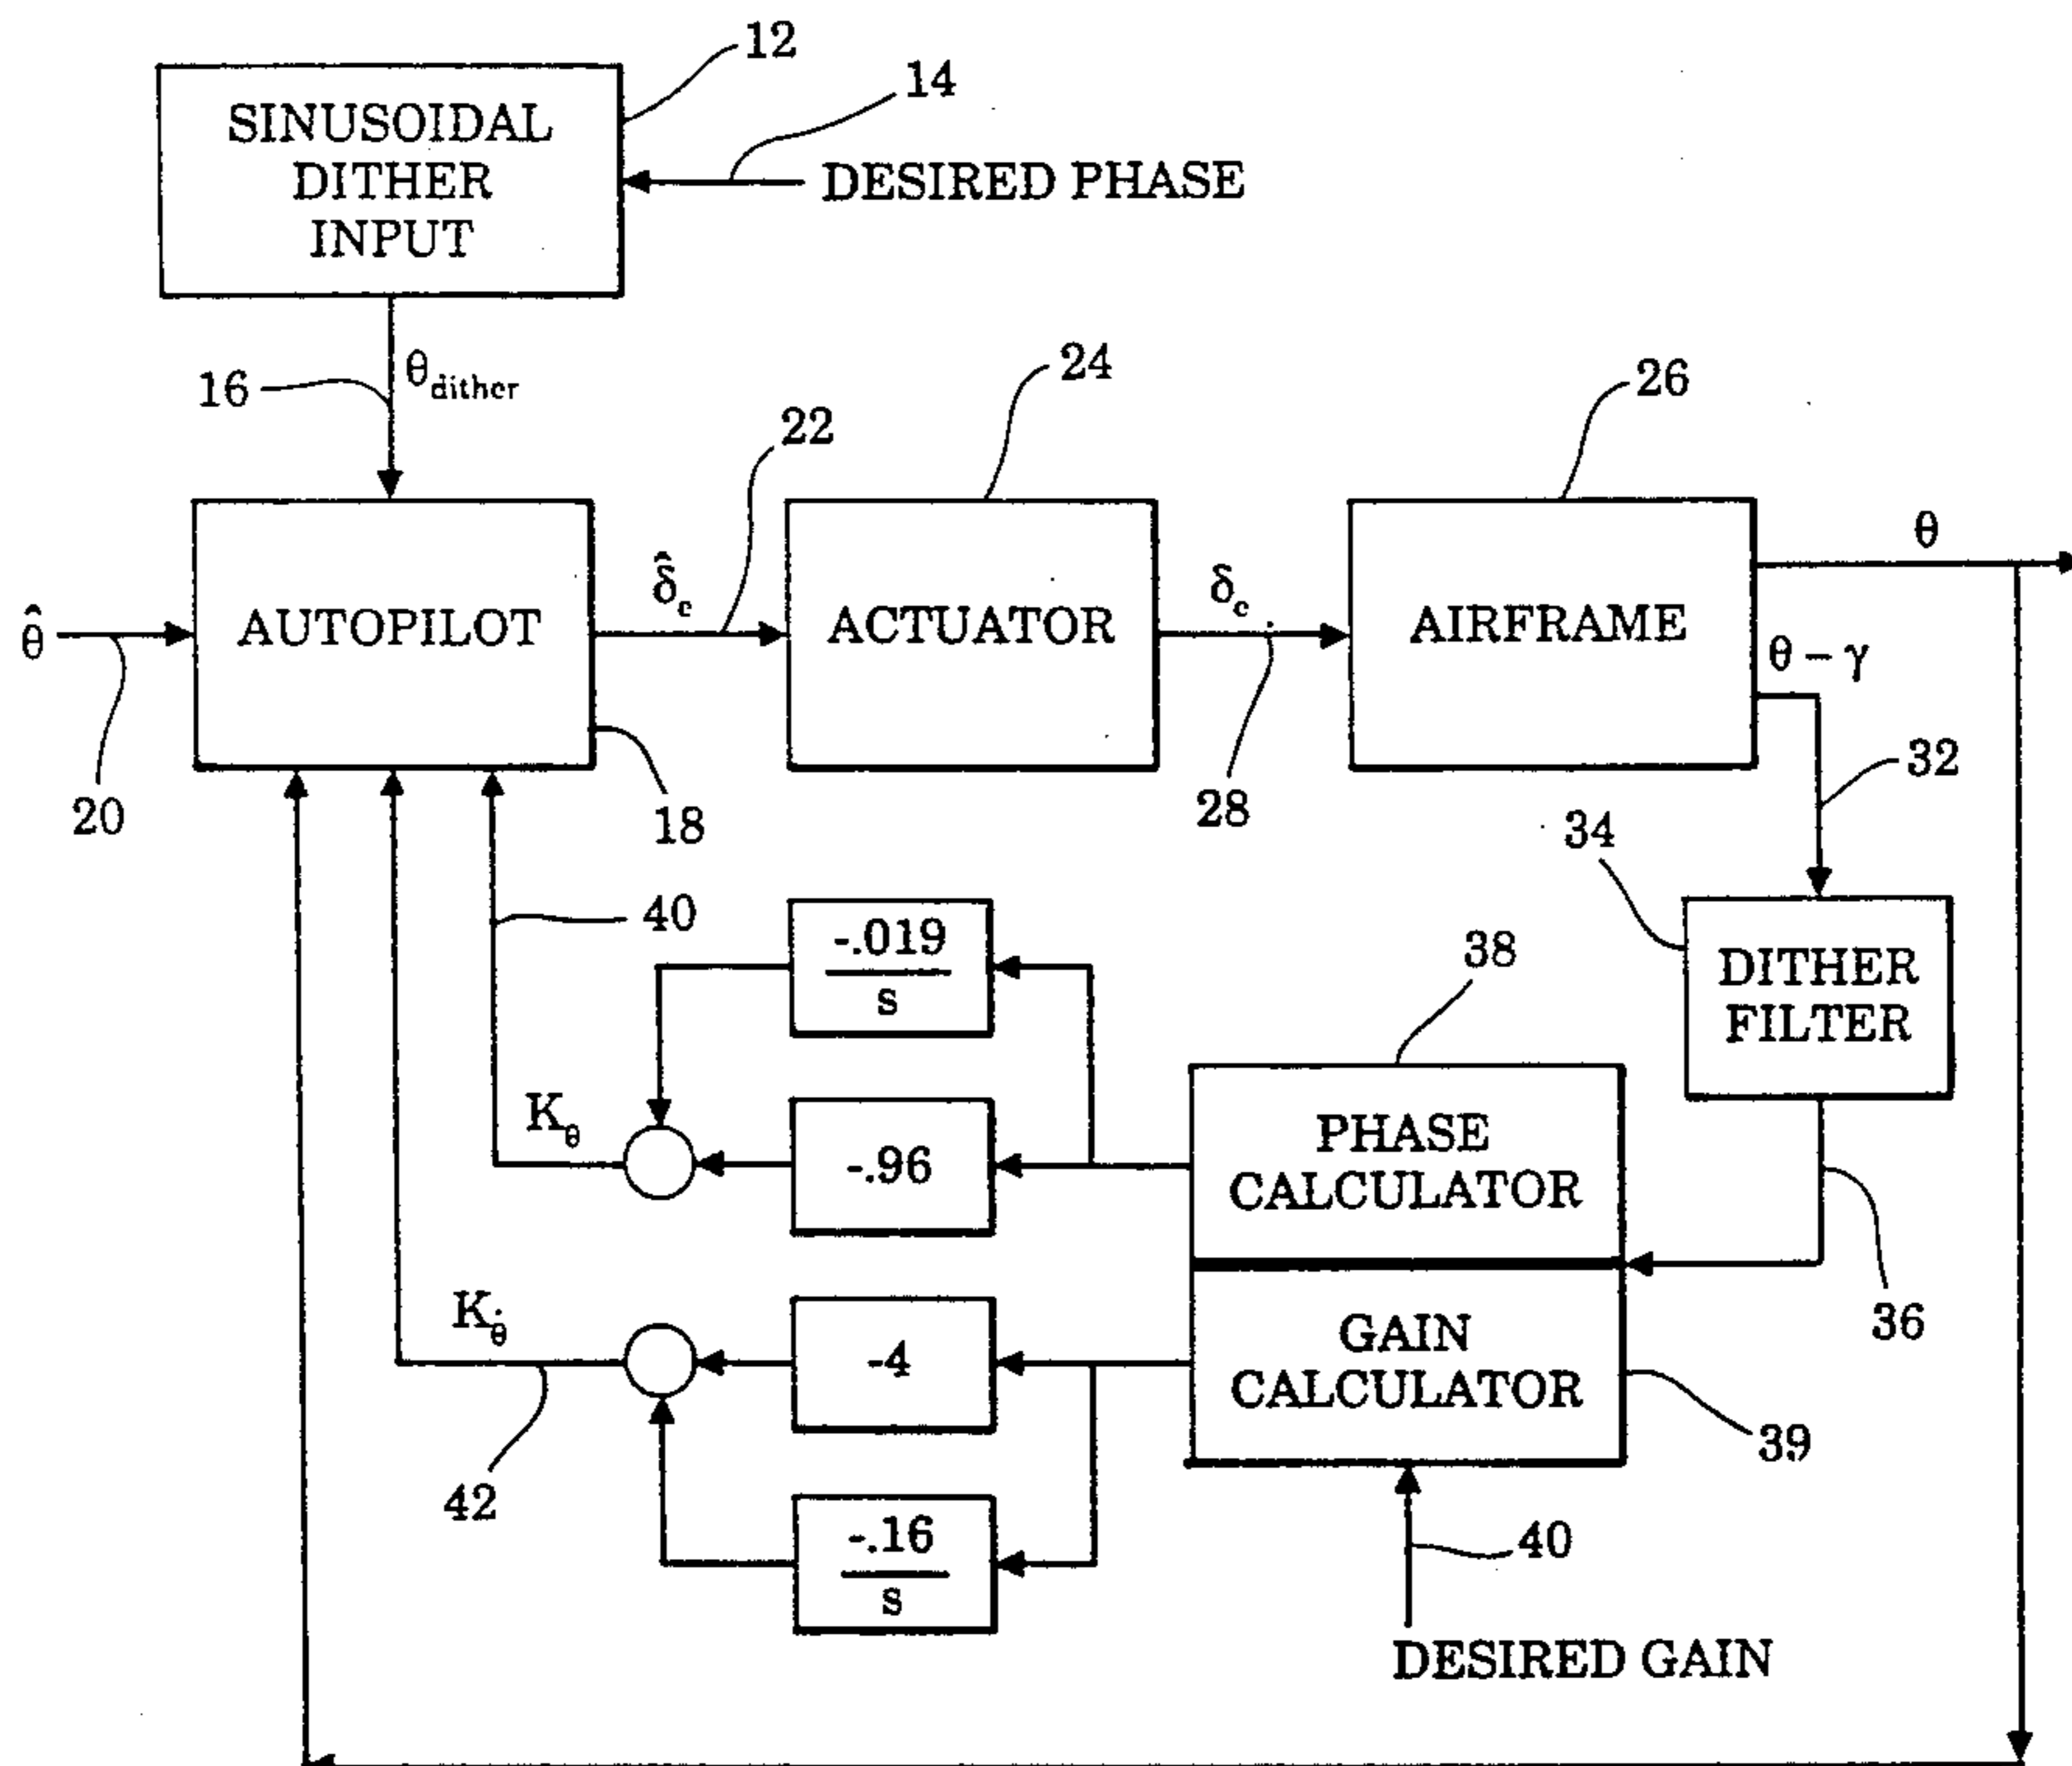 12
14
SINUSOIDAL
DITHER
INPUT
DESIRED PHASE
16
θdither
22
24
26
θ̂
20
AUTOPILOT
18
δ̂c
ACTUATOR
δc
28
AIRFRAME
θ
θ – γ
32
34
DITHER
FILTER
36
40
-.019
s
38
Kθ
-.96
PHASE
CALCULATOR
Kθ̇
42
-4
GAIN
CALCULATOR
39
-.16
s
40
DESIRED GAIN